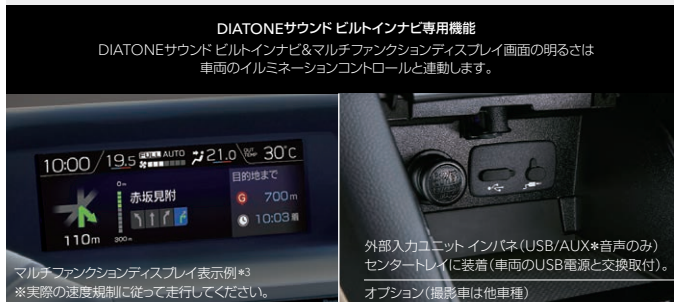 DIATONEサウンド ビルトインナビ専用機能
DIATONEサウンド ビルトインナビ&マルチファンクションディスプレイ画面の明るさは
車両のイルミネーションコントロールと連動します。
10:00 19.5 FULL AUTO 21.0 OUT TEMP 30℃
0m
赤坂見附
300m
110m
目的地まで
G 700m
10:03着
マルチファンクションディスプレイ表示例*3
※実際の速度規制に従って走行してください。
外部入力ユニット インパネ(USB/AUX*音声のみ)
センタートレイに装着(車両のUSB電源と交換取付)。
オプション(撮影車は他車種)